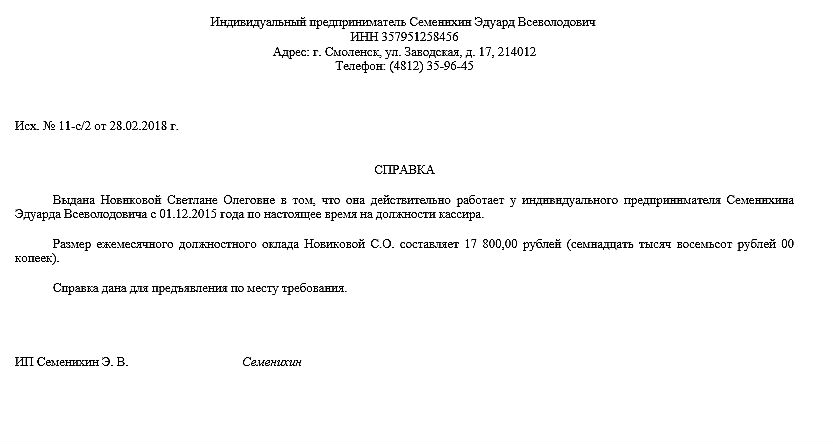 Индивидуальный предприниматель Семенихин Эдуард Всеволодович
ИНН 357951258456
Адрес: г. Смоленск, ул. Заводская, д. 17, 214012
Телефон: (4812) 35-96-45
Исх. № 11-с/2 от 28.02.2018 г.
СПРАВКА
Выдана Новиковой Светлане Олеговне в том, что она действительно работает у индивидуального предпринимателя Семенихина
Эдуарда Всеволодовича с 01.12.2015 года по настоящее время на должности кассира.
Размер ежемесячного должностного оклада Новиковой С.О. составляет 17 800,00 рублей (семнадцать тысяч восемьсот рублей 00
копеек).
Справка дана для предъявления по месту требования.
ИП Семенихин Э. В. Семенихин